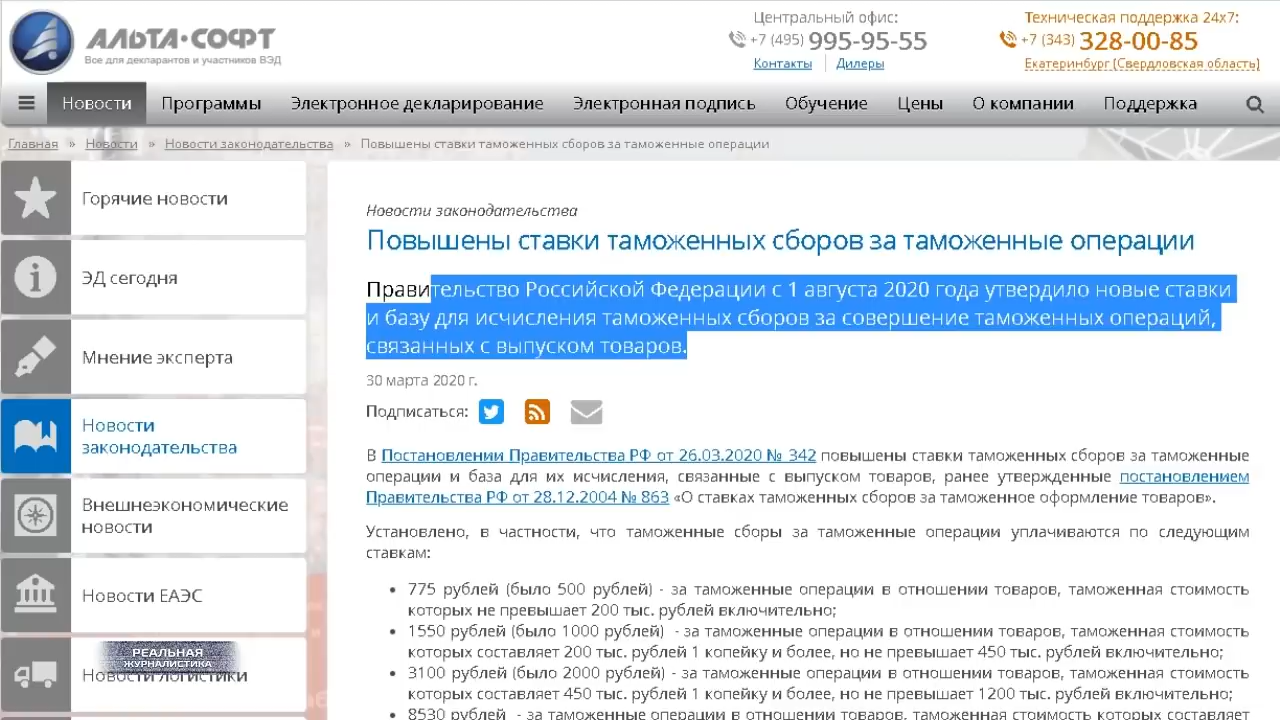 АЛЬТА·СОФТ
Все для декларантов и участников ВЭД
Центральный офис:
+7 (495) 995-95-55
Контакты Дилеры
Техническая поддержка 24x7:
+7 (343) 328-00-85
Екатеринбург (Свердловская область)
Новости Программы Электронное декларирование Электронная подпись Обучение Цены О компании Поддержка
Главная » Новости » Новости законодательства » Повышены ставки таможенных сборов за таможенные операции
Горячие новости
ЭД сегодня
Мнение эксперта
Новости
законодательства
Внешнеэкономические
новости
Новости ЕАЭС
РЕАЛЬНАЯ
ЖУРНАЛИСТИКА
Новости логистики
Новости законодательства
Повышены ставки таможенных сборов за таможенные операции
Правительство Российской Федерации с 1 августа 2020 года утвердило новые ставки
и базу для исчисления таможенных сборов за совершение таможенных операций,
связанных с выпуском товаров.
30 марта 2020 г.
Подписаться:
В Постановлении Правительства РФ от 26.03.2020 № 342 повышены ставки таможенных сборов за таможенные
операции и база для их исчисления, связанные с выпуском товаров, ранее утвержденные постановлением
Правительства РФ от 28.12.2004 № 863 «О ставках таможенных сборов за таможенное оформление товаров».
Установлено, в частности, что таможенные сборы за таможенные операции уплачиваются по следующим
ставкам:
• 775 рублей (было 500 рублей) - за таможенные операции в отношении товаров, таможенная стоимость
которых не превышает 200 тыс. рублей включительно;
• 1550 рублей (было 1000 рублей) - за таможенные операции в отношении товаров, таможенная стоимость
которых составляет 200 тыс. рублей 1 копейку и более, но не превышает 450 тыс. рублей включительно;
• 3100 рублей (было 2000 рублей) - за таможенные операции в отношении товаров, таможенная стоимость
которых составляет 450 тыс. рублей 1 копейку и более, но не превышает 1200 тыс. рублей включительно;
• 8530 рублей - за таможенные операции в отношении товаров, таможенная стоимость которых составляет